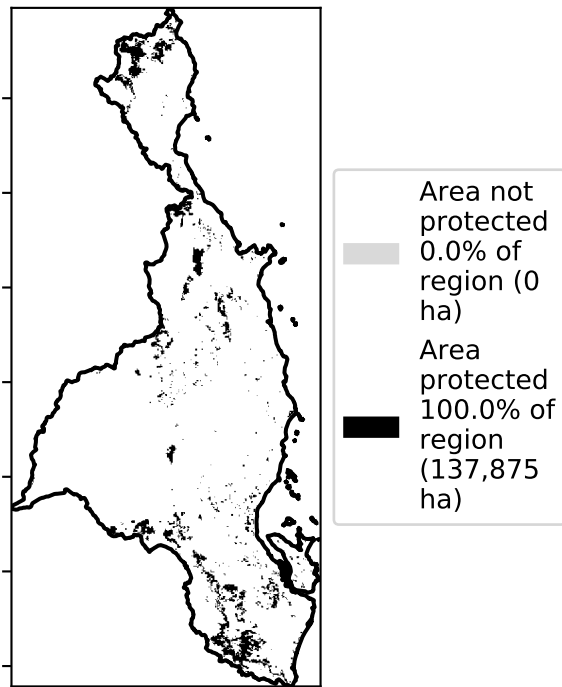 Area not
protected
0.0% of
region (0
ha)
Area
protected
100.0% of
region
(137,875
ha)